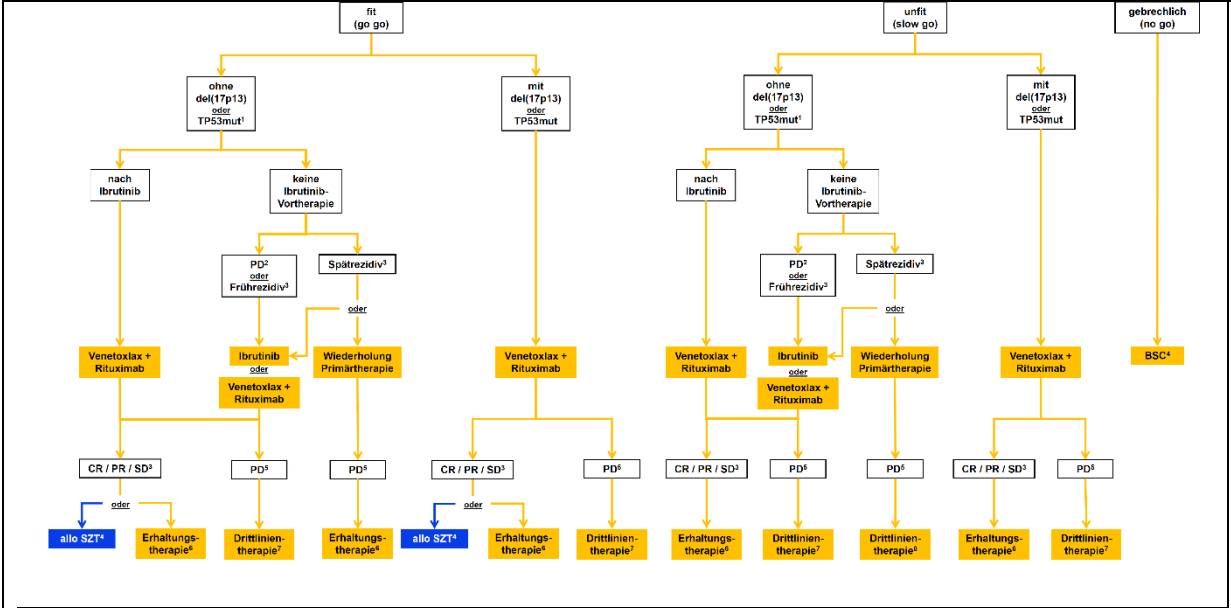 fit
(go go)
unfit
(slow go)
gebrechlich
(no go)
ohne
del(17p13)
oder
TP53mut¹
mit
del(17p13)
oder
TP53mut
ohne
del(17p13)
oder
TP53mut¹
mit
del(17p13)
oder
TP53mut
nach
Ibrutinib
keine
Ibrutinib-
Vortherapie
nach
Ibrutinib
keine
Ibrutinib-
Vortherapie
PD²
oder
Frührezidiv³
Spätrezidiv³
PD²
oder
Frührezidiv³
Spätrezidiv³
oder
oder
Venetoxlax +
Rituximab
Ibrutinib
oder
Venetoxlax +
Rituximab
Wiederholung
Primärtherapie
Venetoxlax +
Rituximab
Venetoxlax +
Rituximab
Ibrutinib
oder
Venetoxlax +
Rituximab
Wiederholung
Primärtherapie
Venetoxlax +
Rituximab
BSC⁴
CR / PR / SD³
PD⁵
PD⁵
CR / PR / SD³
PD⁵
CR / PR / SD³
PD⁵
PD⁵
CR / PR / SD³
PD⁵
oder
oder
allo SZT⁴
Erhaltungs-
therapie⁶
Drittlinien-
therapie⁷
Erhaltungs-
therapie⁶
allo SZT⁴
Erhaltungs-
therapie⁶
Drittlinien-
therapie⁷
Erhaltungs-
therapie⁶
Drittlinien-
therapie⁷
Drittlinien-
therapie⁸
Erhaltungs-
therapie⁶
Drittlinien-
therapie⁷